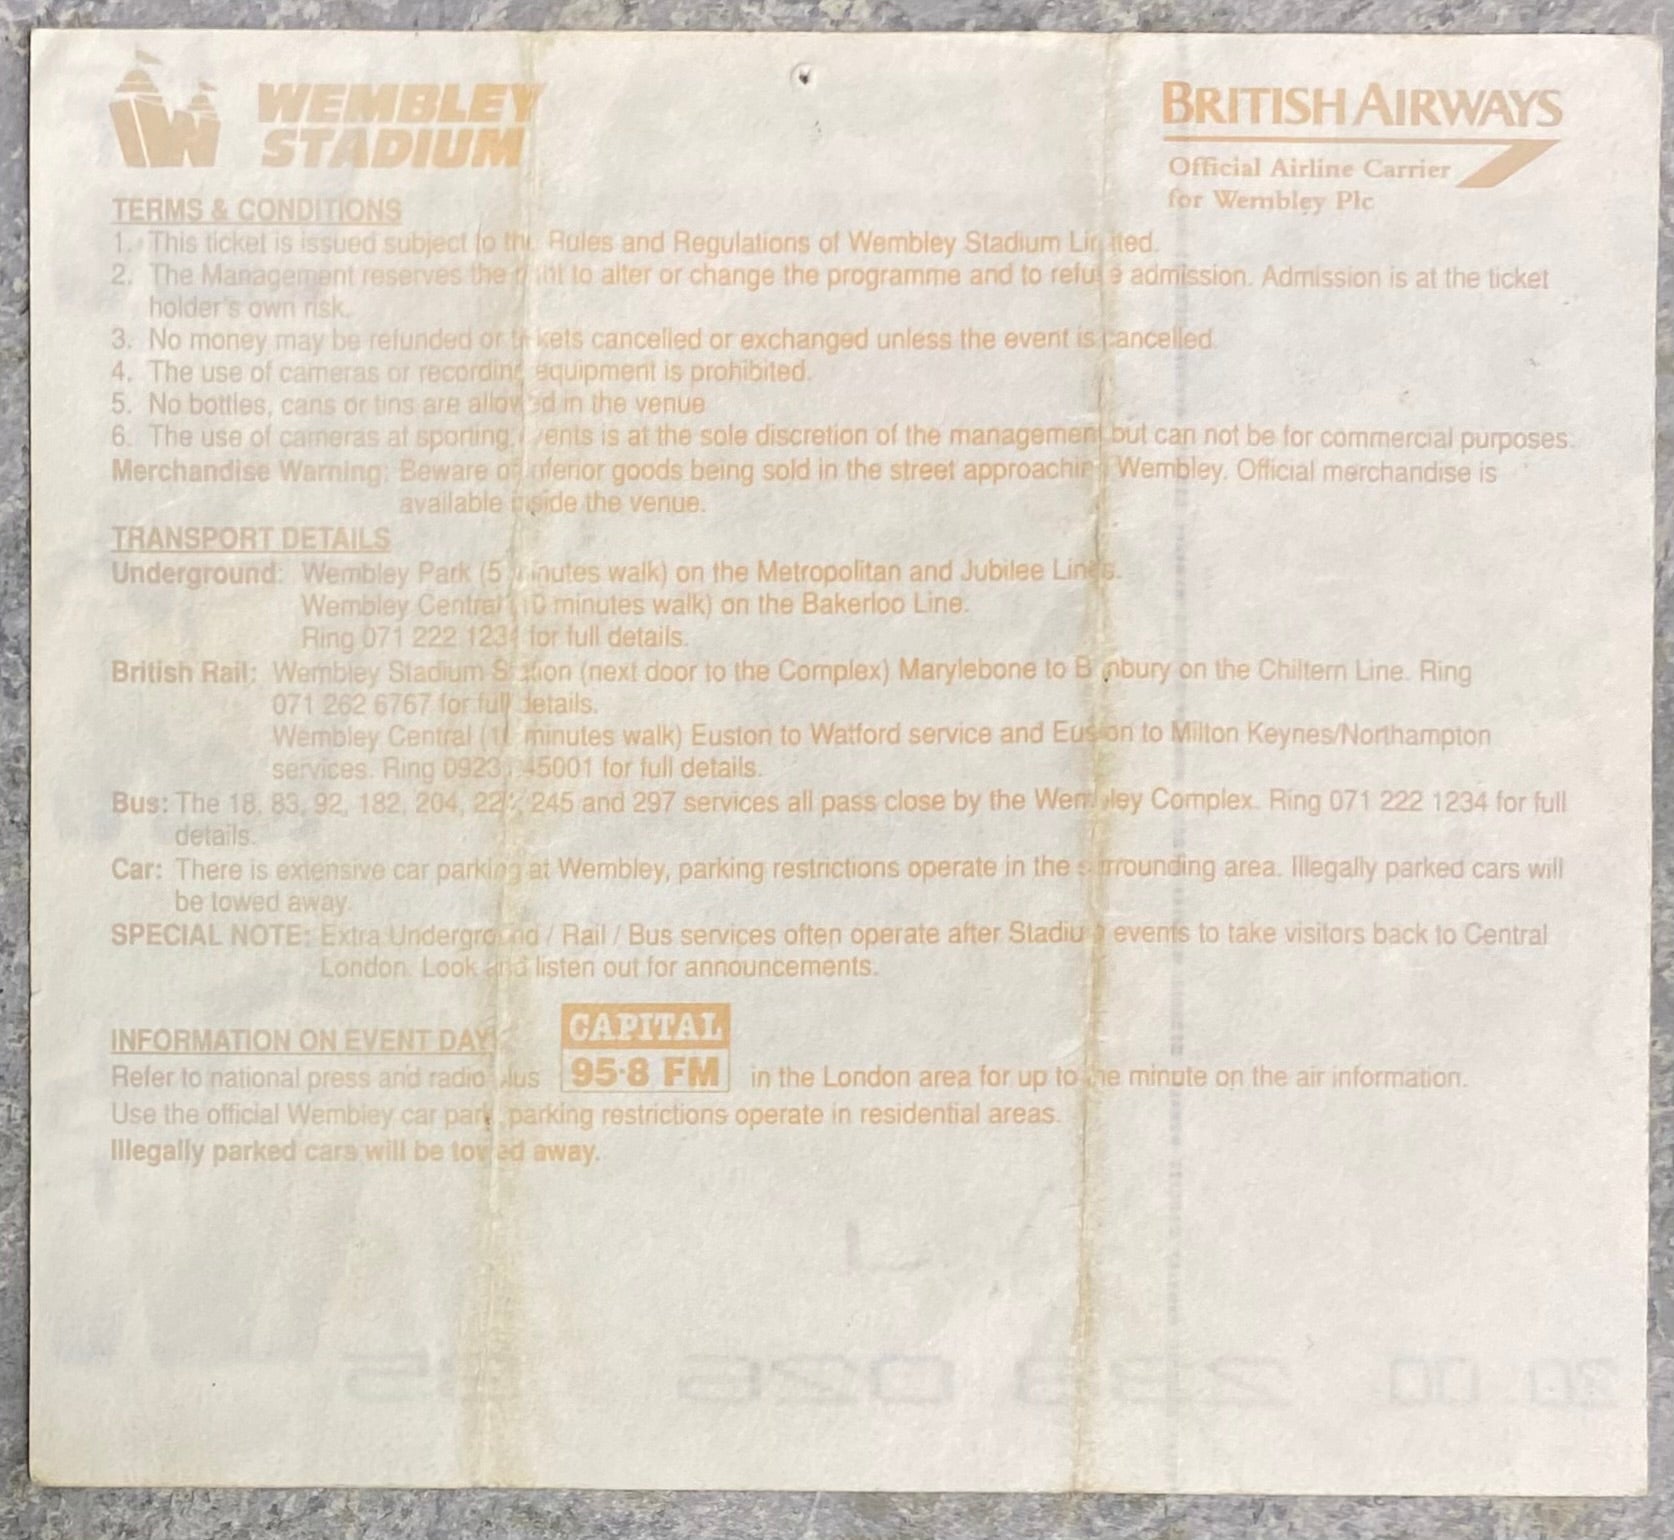 WEMBLEY
STADIUM
BRITISH AIRWAYS
Official Airline Carrier
for Wembley Plc
TERMS & CONDITIONS
1. This ticket is issued subject to the Rules and Regulations of Wembley Stadium Limited.
2. The Management reserves the right to alter or change the programme and to refuse admission. Admission is at the ticket
holder's own risk.
3. No money may be refunded or tickets cancelled or exchanged unless the event is cancelled.
4. The use of cameras or recording equipment is prohibited.
5. No bottles, cans or tins are allowed in the venue
6. The use of cameras at sporting events is at the sole discretion of the management but can not be for commercial purposes.
Merchandise Warning: Beware of inferior goods being sold in the street approaching Wembley. Official merchandise is
available inside the venue.
TRANSPORT DETAILS
Underground: Wembley Park (5 minutes walk) on the Metropolitan and Jubilee Lines.
Wembley Central (10 minutes walk) on the Bakerloo Line.
Ring 071 222 1234 for full details.
British Rail: Wembley Stadium Station (next door to the Complex) Marylebone to Banbury on the Chiltern Line. Ring
071 262 6767 for full details.
Wembley Central (10 minutes walk) Euston to Watford service and Euston to Milton Keynes/Northampton
services. Ring 0923 45001 for full details.
Bus: The 18, 83, 92, 182, 204, 245 and 297 services all pass close by the Wembley Complex. Ring 071 222 1234 for full
details.
Car: There is extensive car parking at Wembley, parking restrictions operate in the surrounding area. Illegally parked cars will
be towed away.
SPECIAL NOTE: Extra Underground / Rail / Bus services often operate after Stadium events to take visitors back to Central
London. Look and listen out for announcements.
INFORMATION ON EVENT DAY
CAPITAL
Refer to national press and radio plus 95·8 FM in the London area for up to the minute on the air information.
Use the official Wembley car park, parking restrictions operate in residential areas.
Illegally parked cars will be towed away.